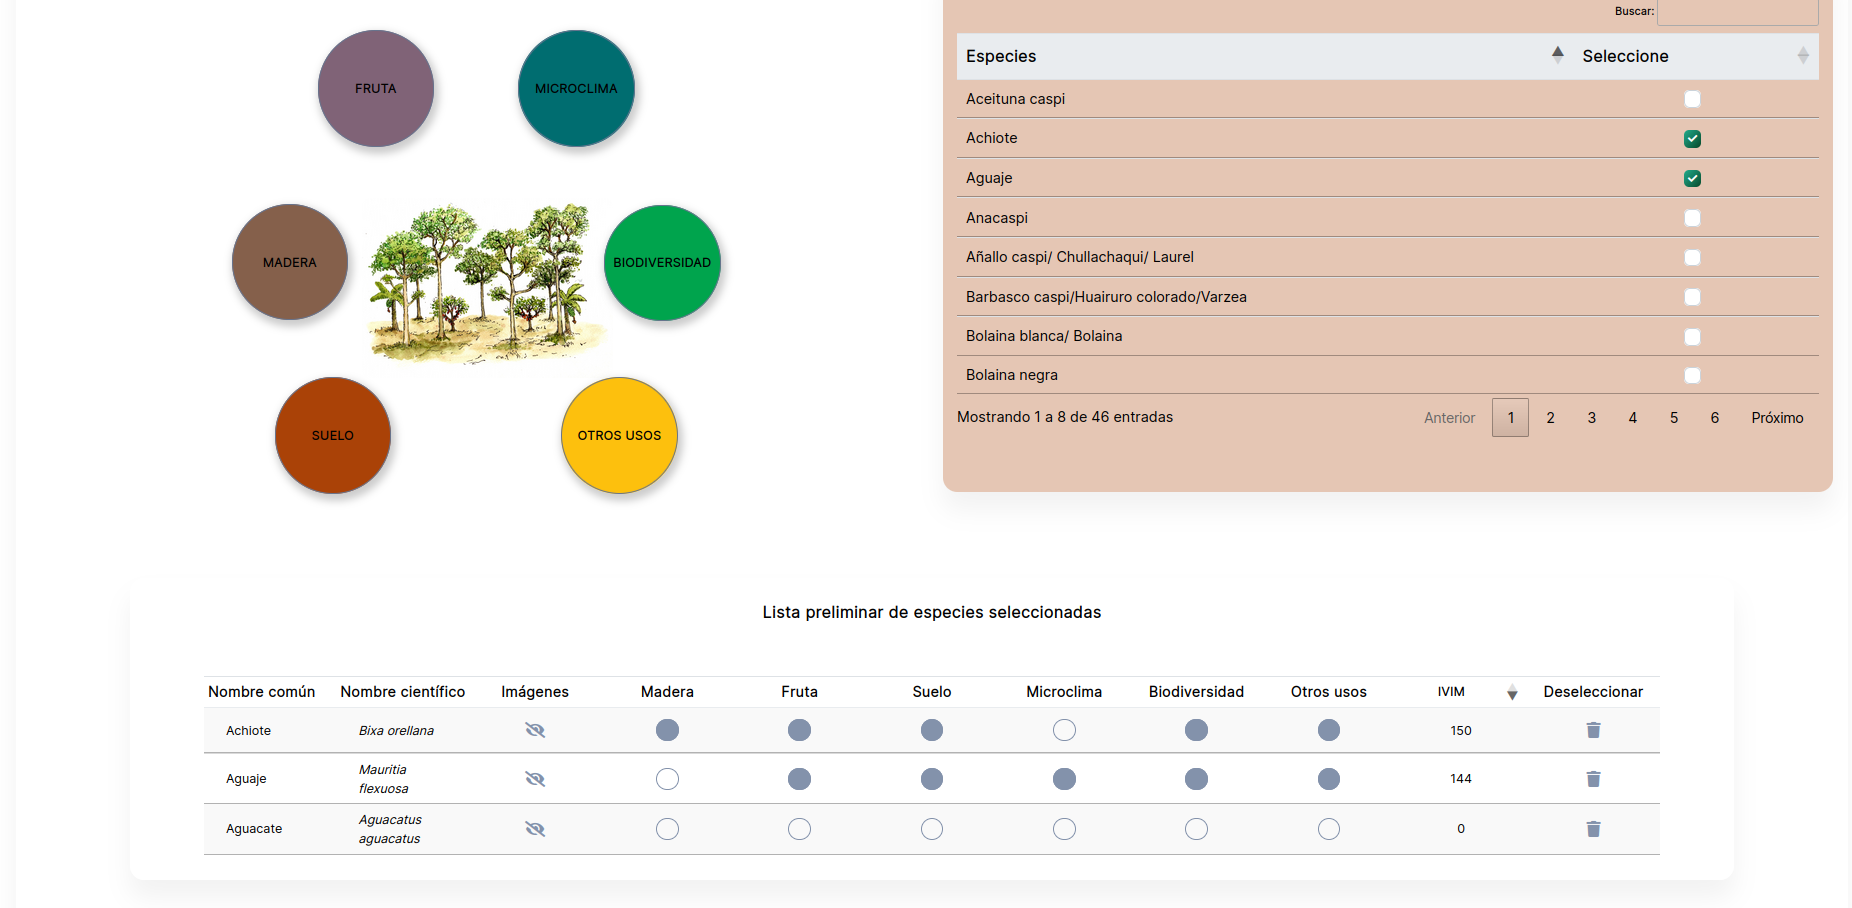 FRUTA
MICROCLIMA
MADERA
BIODIVERSIDAD
SUELO
OTROS USOS
Buscar:
Especies Seleccione
Aceituna caspi
Achiote
Aguaje
Anacaspi
Añallo caspi/ Chullachaqui/ Laurel
Barbasco caspi/Huairuro colorado/Varzea
Bolaina blanca/ Bolaina
Bolaina negra
Mostrando 1 a 8 de 46 entradas Anterior 1 2 3 4 5 6 Próximo
Lista preliminar de especies seleccionadas
Nombre común Nombre científico Imágenes Madera Fruta Suelo Microclima Biodiversidad Otros usos IVIM Deseleccionar
Achiote Bixa orellana 150
Aguaje Mauritia flexuosa 144
Aguacate Aguacatus aguacatus 0